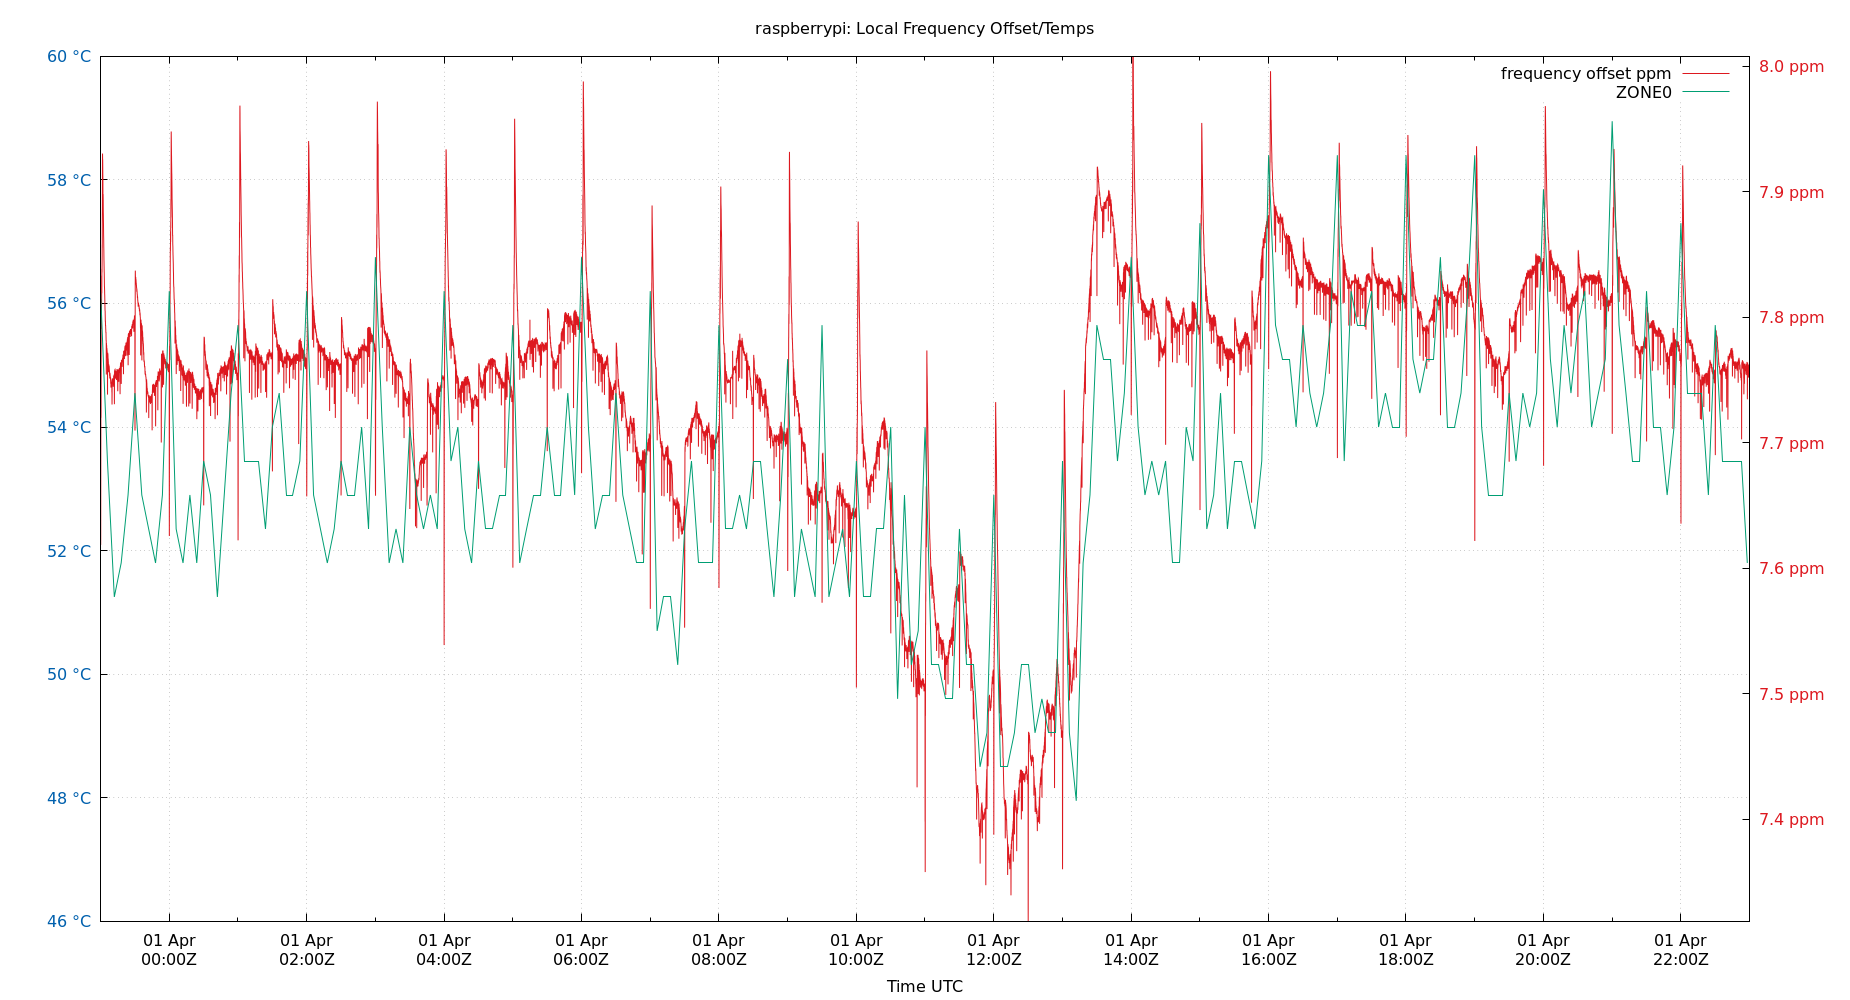 raspberrypi: Local Frequency Offset/Temps
60 °C
58 °C
56 °C
54 °C
52 °C
50 °C
48 °C
46 °C
8.0 ppm
7.9 ppm
7.8 ppm
7.7 ppm
7.6 ppm
7.5 ppm
7.4 ppm
frequency offset ppm
ZONE0
01 Apr 01 Apr 01 Apr 01 Apr 01 Apr 01 Apr 01 Apr 01 Apr 01 Apr 01 Apr 01 Apr 01 Apr
00:00Z 02:00Z 04:00Z 06:00Z 08:00Z 10:00Z 12:00Z 14:00Z 16:00Z 18:00Z 20:00Z 22:00Z
Time UTC